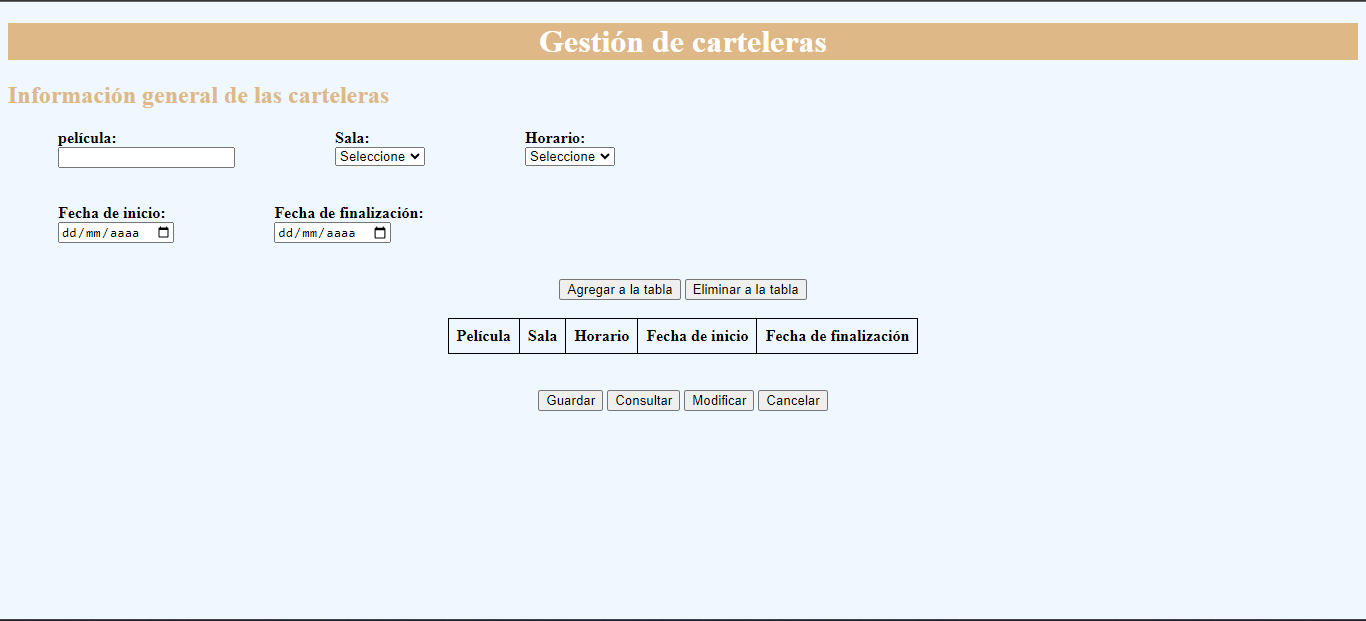 Gestión de carteleras
Información general de las carteleras
película: Sala: Horario:
Seleccione Seleccione
Fecha de inicio: Fecha de finalización:
dd/mm/aaaa dd/mm/aaaa
Agregar a la tabla Eliminar a la tabla
Película Sala Horario Fecha de inicio Fecha de finalización
Guardar Consultar Modificar Cancelar